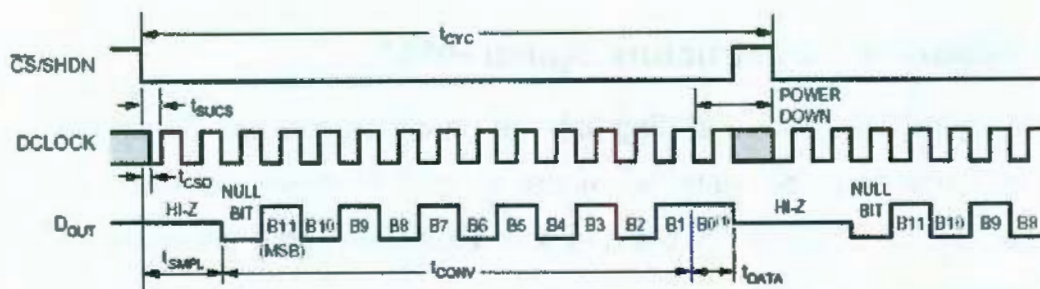 tCYC
CS/SHDN
tSUCS
POWER
DOWN
DCLOCK
tCSD
NULL
BIT
HI-Z
DOUT
B11
(MSB)
B10
B9
B8
B7
B6
B5
B4
B3
B2
B1
B0(1)
HI-Z
NULL
BIT
B11
B10
B9
B8
tSMPL
tCONV
tDATA